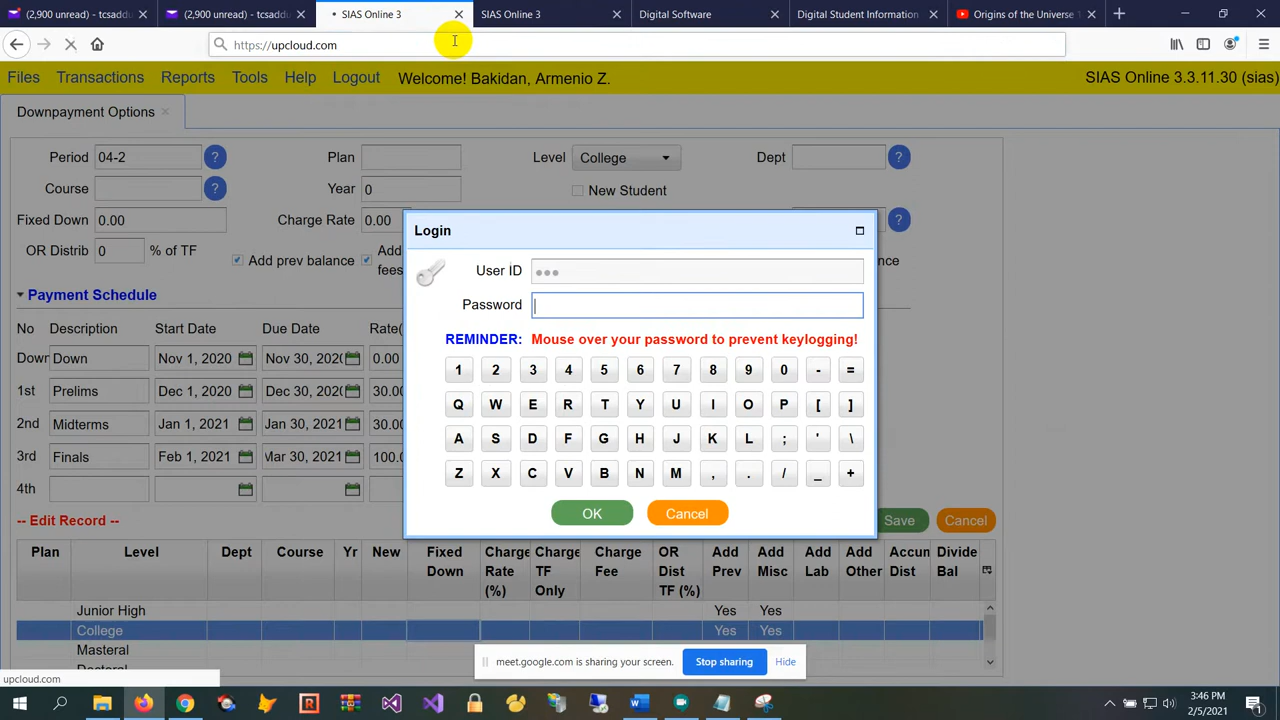 (2,900 unread) - tcsaddu
(2,900 unread) - tcsaddu
SIAS Online 3
SIAS Online 3
Digital Software
Digital Student Information
Origins of the Universe 1
https://upcloud.com
Files Transactions Reports Tools Help Logout Welcome! Bakidan, Armenio Z. SIAS Online 3.3.11.30 (sias)
Downpayment Options
Period 04-2 ? Plan Level College Dept ?
Course ? Year 0 New Student
Fixed Down 0.00 Charge Rate 0.00 ?
OR Distrib 0 % of TF Add prev balance Add fees
Payment Schedule
No Description Start Date Due Date Rate(
Down Down Nov 1, 2020 Nov 30, 2020 0.00
1st Prelims Dec 1, 2020 Dec 30, 2020 30.00
2nd Midterms Jan 1, 2021 Jan 30, 2021 30.00
3rd Finals Feb 1, 2021 Mar 30, 2021 100.0
4th
-- Edit Record -- Save Cancel
Login
User ID
Password
REMINDER: Mouse over your password to prevent keylogging!
1 2 3 4 5 6 7 8 9 0 - =
Q W E R T Y U I O P [ ]
A S D F G H J K L ; ' \
Z X C V B N M , . / _ +
OK Cancel
Plan Level Dept Course Yr New Fixed Down Charge Rate (%) Charge TF Only Charge Fee OR Dist TF (%) Add Prev Add Misc Add Lab Add Other Accum Dist Divide Bal
Junior High Yes Yes
College Yes Yes
Masteral
Doctoral
meet.google.com is sharing your screen. Stop sharing Hide
upcloud.com
3:46 PM
2/5/2021